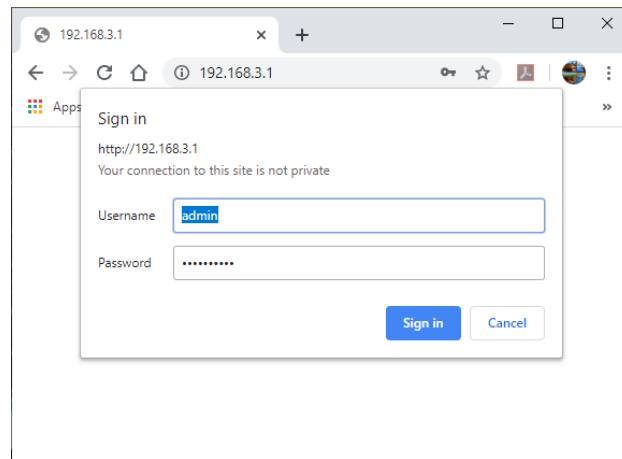 192.168.3.1
192.168.3.1
Apps
Sign in
http://192.168.3.1
Your connection to this site is not private
Username admin
Password ••••••••••
Sign in Cancel